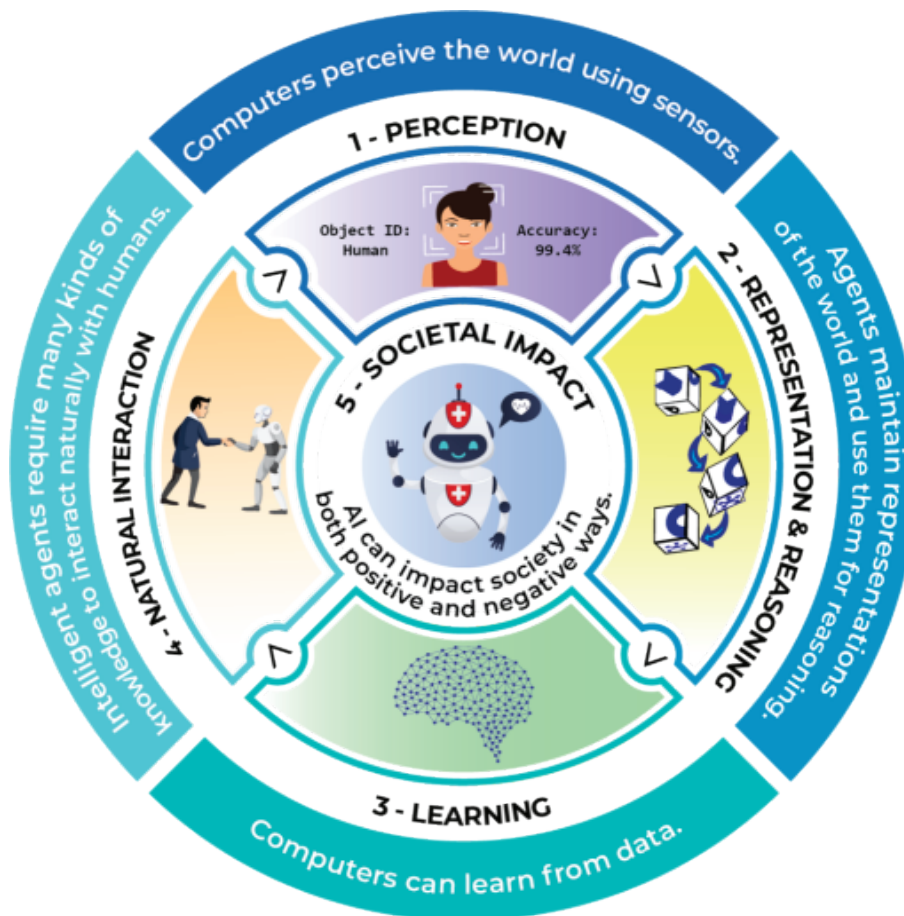 Computers perceive the world using sensors.
1 - PERCEPTION
Object ID:
Human
Accuracy:
99.4%
Agents maintain representations
of the world and use them for reasoning.
2 - REPRESENTATION & REASONING
3 - LEARNING
Computers can learn from data.
Intelligent agents require many kinds of
knowledge to interact naturally with humans.
4 - NATURAL INTERACTION
5 - SOCIETAL IMPACT
AI can impact society in
both positive and negative ways.